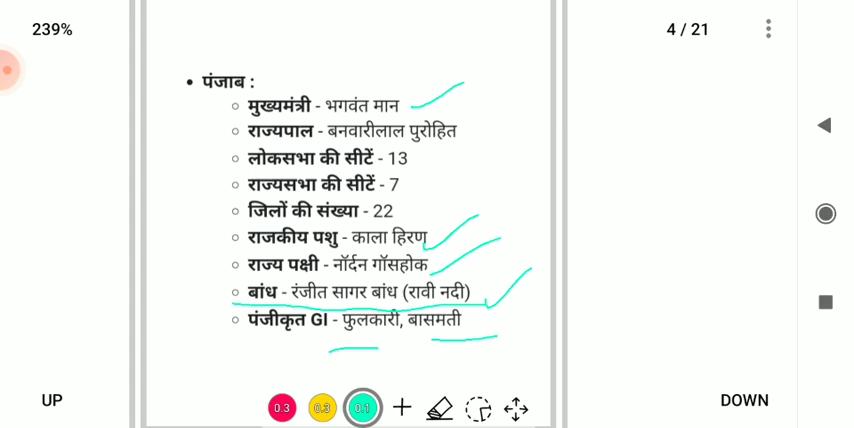 239%
4 / 21
• पंजाब :
○ मुख्यमंत्री - भगवंत मान
○ राज्यपाल - बनवारीलाल पुरोहित
○ लोकसभा की सीटें - 13
○ राज्यसभा की सीटें - 7
○ जिलों की संख्या - 22
○ राजकीय पशु - काला हिरण
○ राज्य पक्षी - नॉर्दन गॉसहोक
○ बांध - रंजीत सागर बांध (रावी नदी)
○ पंजीकृत GI - फुलकारी, बासमती
UP
0.3
0.3
0.1
DOWN